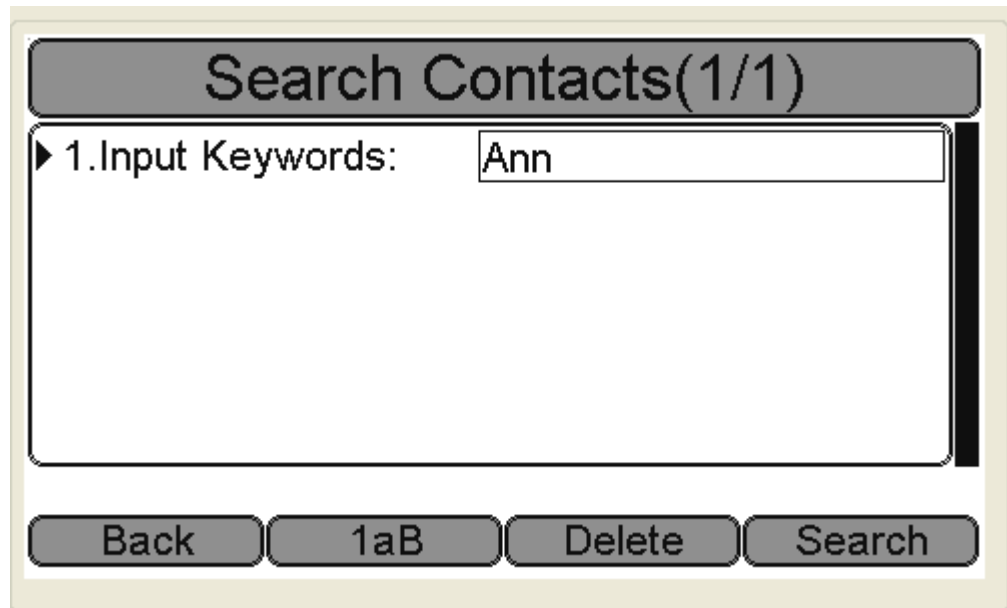 Search Contacts(1/1)
1.Input Keywords: Ann
Back 1aB Delete Search